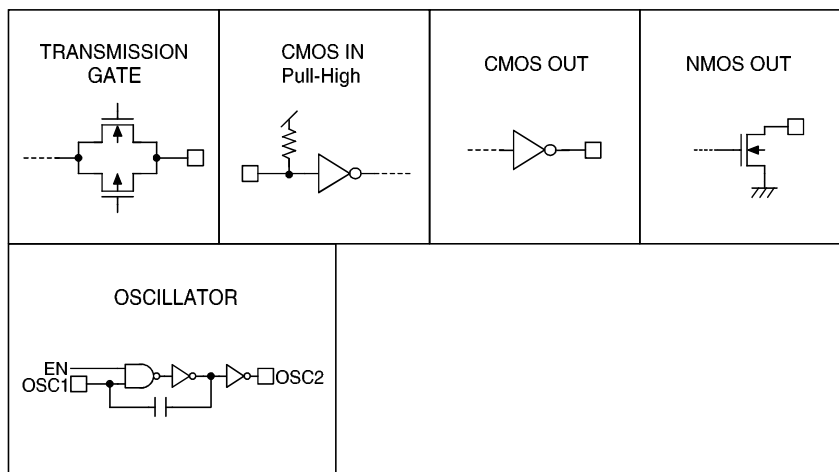 TRANSMISSION
GATE
CMOS IN
Pull-High
CMOS OUT
NMOS OUT
OSCILLATOR
EN
OSC1
OSC2